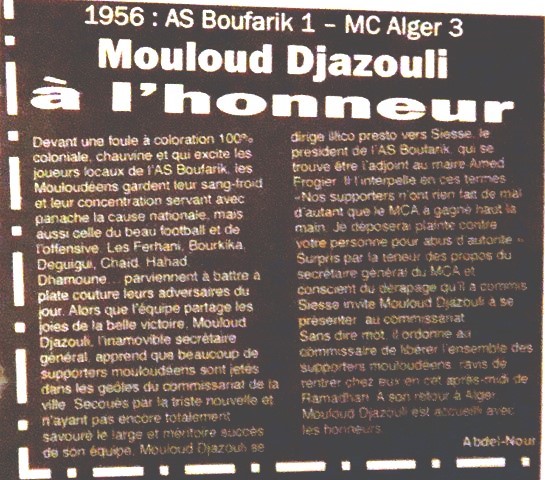 1956 : AS Boufarik 1 – MC Alger 3
Mouloud Djazouli
à l'honneur
Devant une foule à coloration 100%
coloniale, chauvine et qui excite les
joueurs locaux de l'AS Boufarik, les
Mouloudéens gardent leur sang-froid
et leur concentration servant avec
panache la cause nationale, mais
aussi celle du beau football et de
l'offensive. Les Ferhani, Bourkika,
Deguigui, Chaid, Hahad,
Dhamoune... parviennent à battre à
plate couture leurs adversaires du
jour. Alors que l'équipe partage les
joies de la belle victoire, Mouloud
Djazouli, l'inamovible secrétaire
général, apprend que beaucoup de
supporters mouloudéens sont jetés
dans les geôles du commissariat de la
ville. Secoués par la triste nouvelle et
n'ayant pas encore totalement
savouré le large et méritoire succès
de son équipe, Mouloud Djazouli se
dirige illico presto vers Siesse, le
président de l'AS Boufarik, qui se
trouve être l'adjoint au maire Amed
Frogier. Il l'interpelle en ces termes
«Nos supporters n'ont rien fait de mal
d'autant que le MCA a gagné haut la
main. Je déposerai plainte contre
votre personne pour abus d'autorité »
Surpris par la teneur des propos du
secrétaire général du MCA et
conscient du dérapage qu'il a commis
Siesse invite Mouloud Djazouli à se
présenter au commissariat
Sans dire mot, il ordonne au
commissaire de libérer l'ensemble des
supporters mouloudéens, ravis de
rentrer chez eux en cet après-midi de
Ramadhan. A son retour à Alger
Mouloud Djazouli est accueilli avec
les honneurs
Abdel-Nour